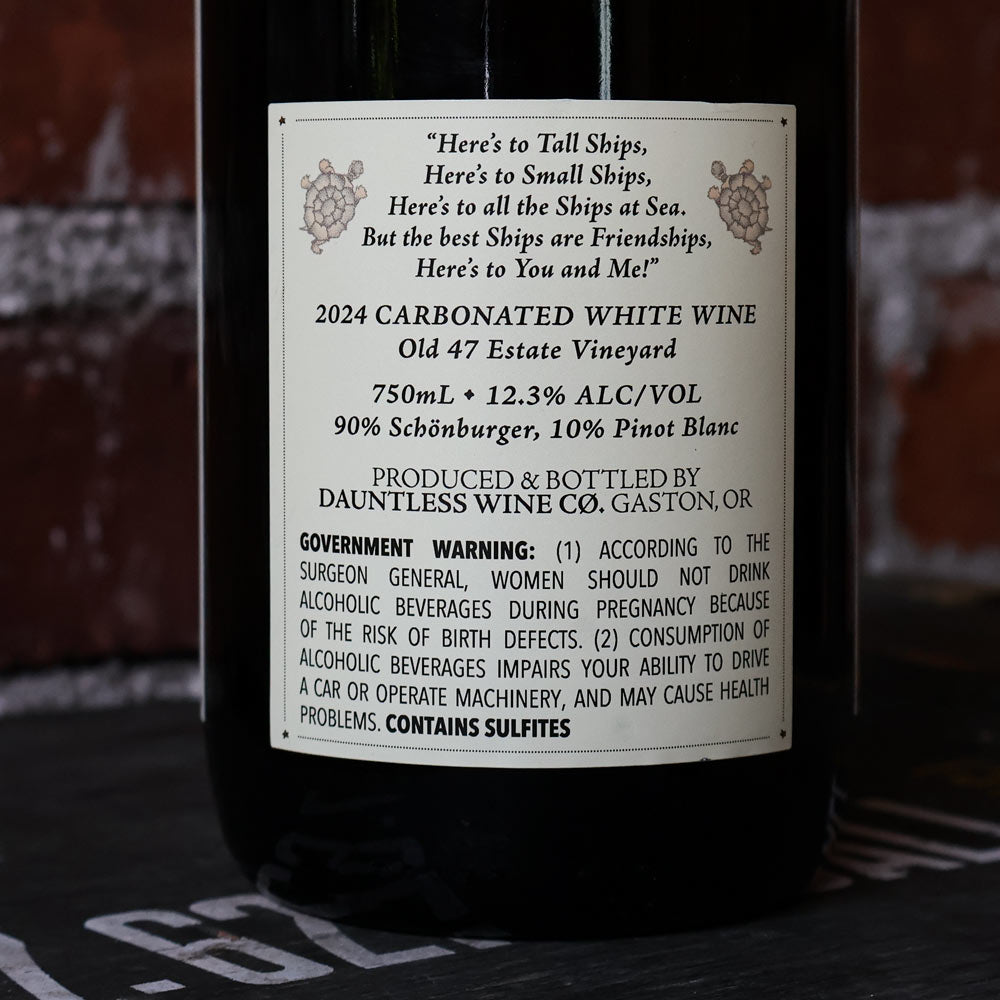 “Here’s to Tall Ships,
Here’s to Small Ships,
Here’s to all the Ships at Sea.
But the best Ships are Friendships,
Here’s to You and Me!”
2024 CARBONATED WHITE WINE
Old 47 Estate Vineyard
750mL • 12.3% ALC/VOL
90% Schönburger, 10% Pinot Blanc
PRODUCED & BOTTLED BY
DAUNTLESS WINE CØ. GASTON, OR
GOVERNMENT WARNING: (1) ACCORDING TO THE
SURGEON GENERAL, WOMEN SHOULD NOT DRINK
ALCOHOLIC BEVERAGES DURING PREGNANCY BECAUSE
OF THE RISK OF BIRTH DEFECTS. (2) CONSUMPTION OF
ALCOHOLIC BEVERAGES IMPAIRS YOUR ABILITY TO DRIVE
A CAR OR OPERATE MACHINERY, AND MAY CAUSE HEALTH
PROBLEMS. CONTAINS SULFITES